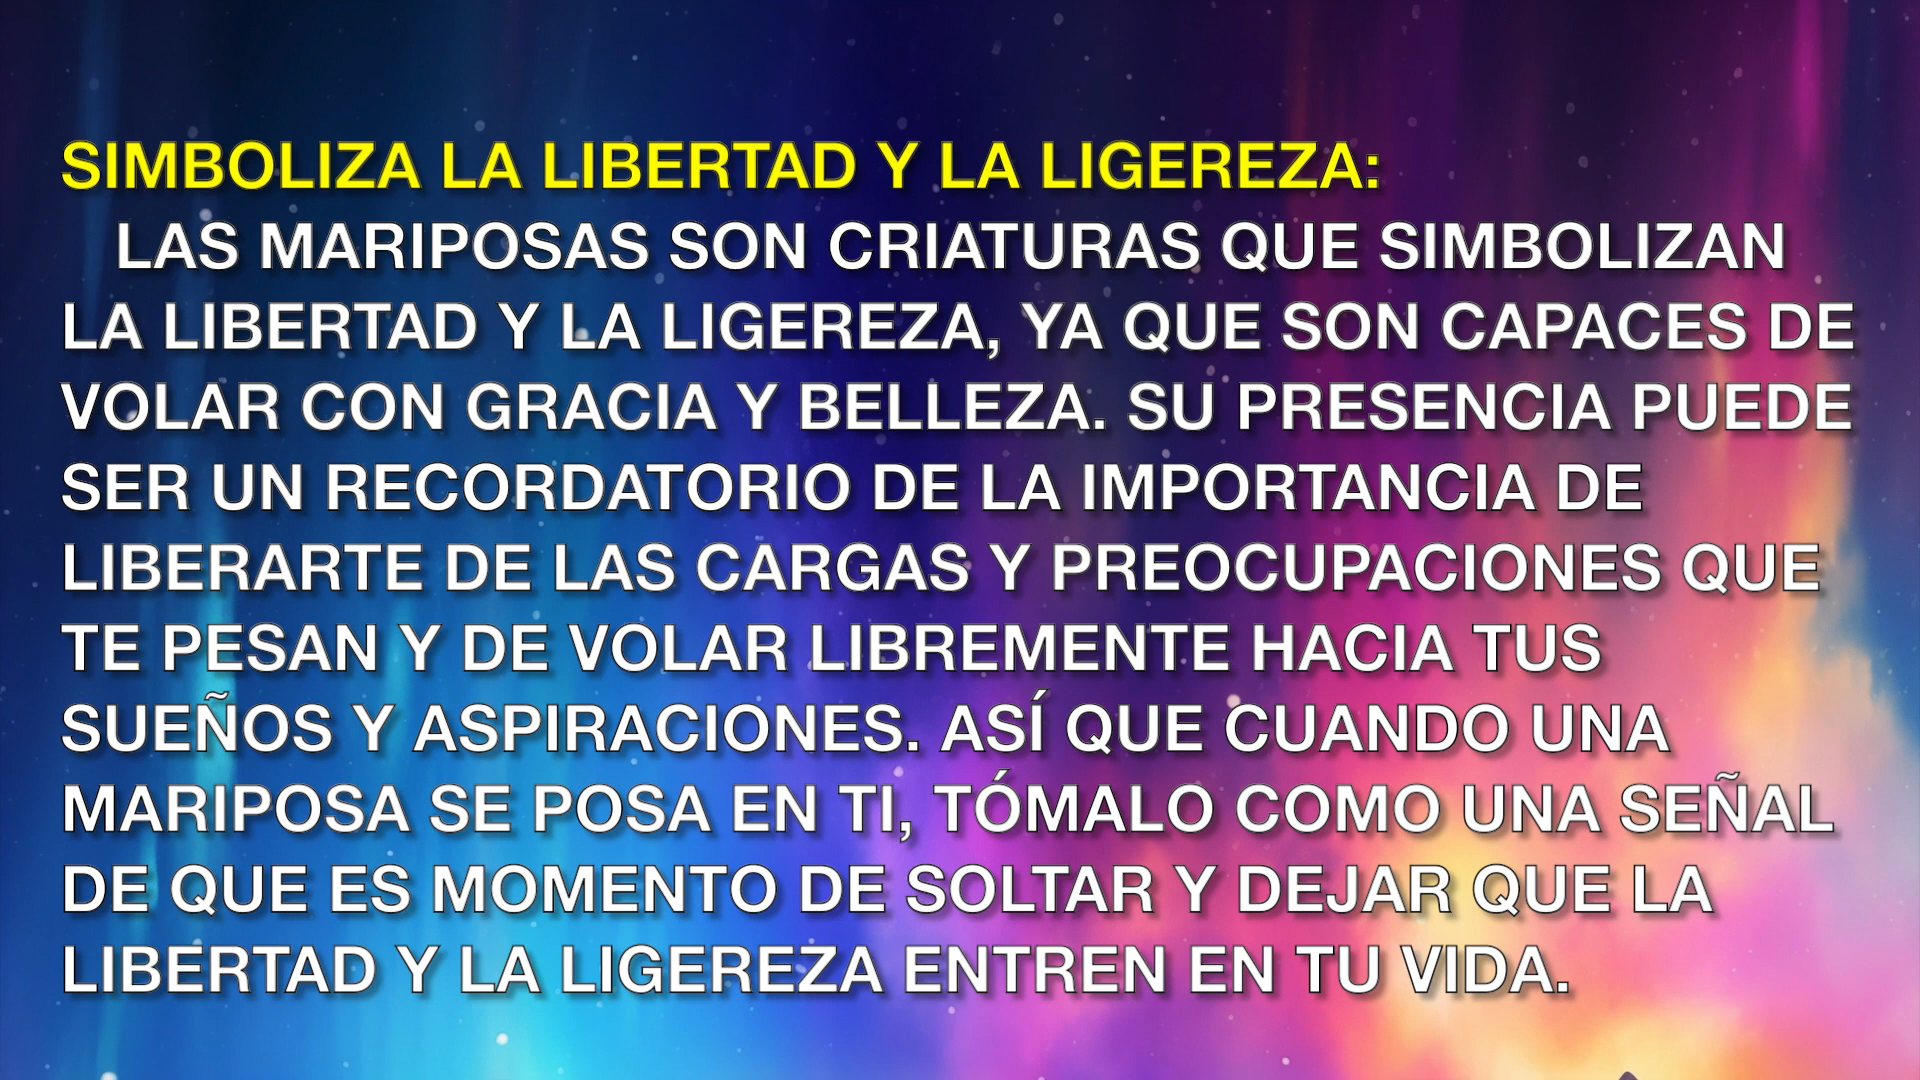 SIMBOLIZA LA LIBERTAD Y LA LIGEREZA:
LAS MARIPOSAS SON CRIATURAS QUE SIMBOLIZAN
LA LIBERTAD Y LA LIGEREZA, YA QUE SON CAPACES DE
VOLAR CON GRACIA Y BELLEZA. SU PRESENCIA PUEDE
SER UN RECORDATORIO DE LA IMPORTANCIA DE
LIBERARTE DE LAS CARGAS Y PREOCUPACIONES QUE
TE PESAN Y DE VOLAR LIBREMENTE HACIA TUS
SUEÑOS Y ASPIRACIONES. ASÍ QUE CUANDO UNA
MARIPOSA SE POSA EN TI, TÓMALO COMO UNA SEÑAL
DE QUE ES MOMENTO DE SOLTAR Y DEJAR QUE LA
LIBERTAD Y LA LIGEREZA ENTREN EN TU VIDA.